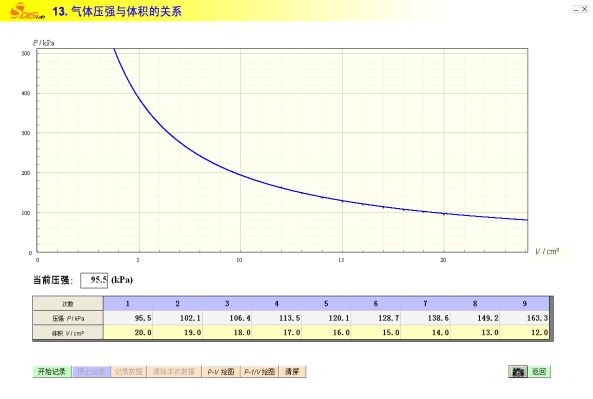 SDISLab 13. 气体压强与体积的关系
P / kPa
500
400
300
200
100
0
0 5 10 15 20
V / cm³
当前压强: 95.5 (kPa)
次数 1 2 3 4 5 6 7 8 9
压强 P / kPa 95.5 102.1 106.4 113.5 120.1 128.7 138.6 149.2 163.3
体积 V / cm³ 20.0 19.0 18.0 17.0 16.0 15.0 14.0 13.0 12.0
开始记录 停止记录 记录数据 清除本次数据 P-V 绘图 P-1/V 绘图 清屏 返回